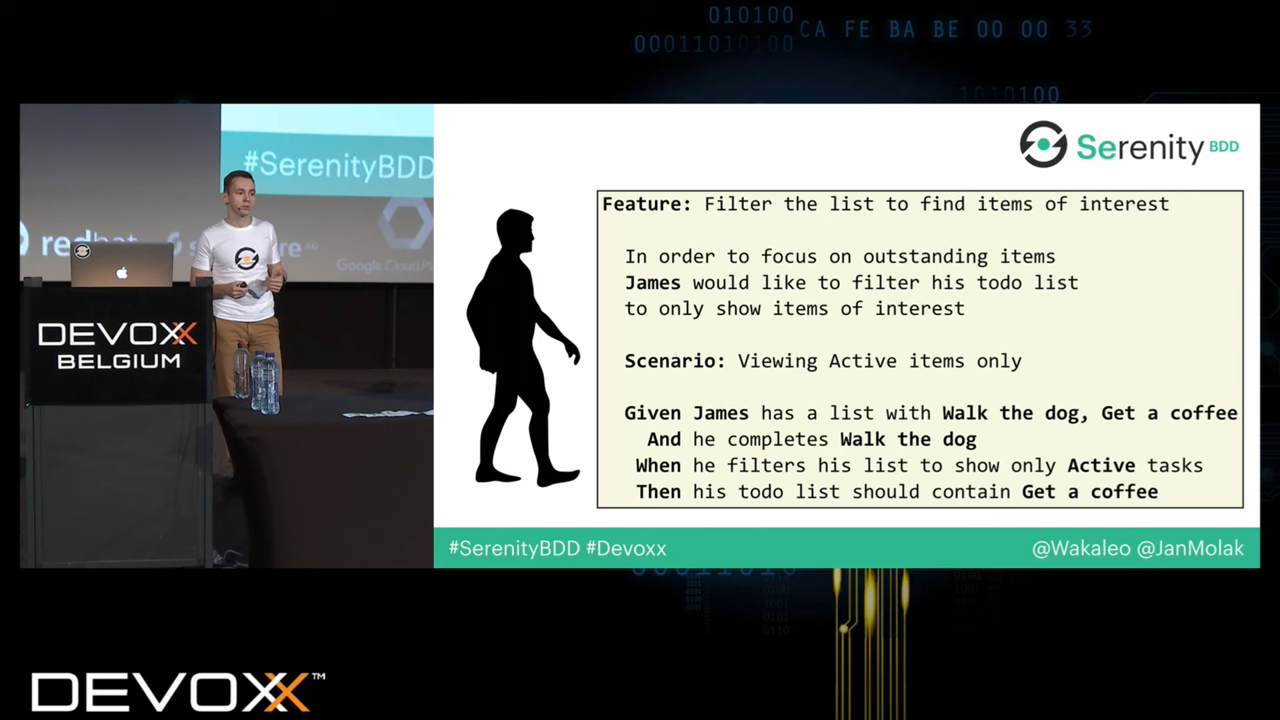 010100
00011010100
CA FE BA BE 00 00 33
1010100
#SerenityBDD
redhat
Google Cloud
DEVOXX
BELGIUM
Serenity BDD
Feature: Filter the list to find items of interest
In order to focus on outstanding items
James would like to filter his todo list
to only show items of interest
Scenario: Viewing Active items only
Given James has a list with Walk the dog, Get a coffee
And he completes Walk the dog
When he filters his list to show only Active tasks
Then his todo list should contain Get a coffee
#SerenityBDD #Devoxx
@Wakaleo @JanMolak
DEVOXX™